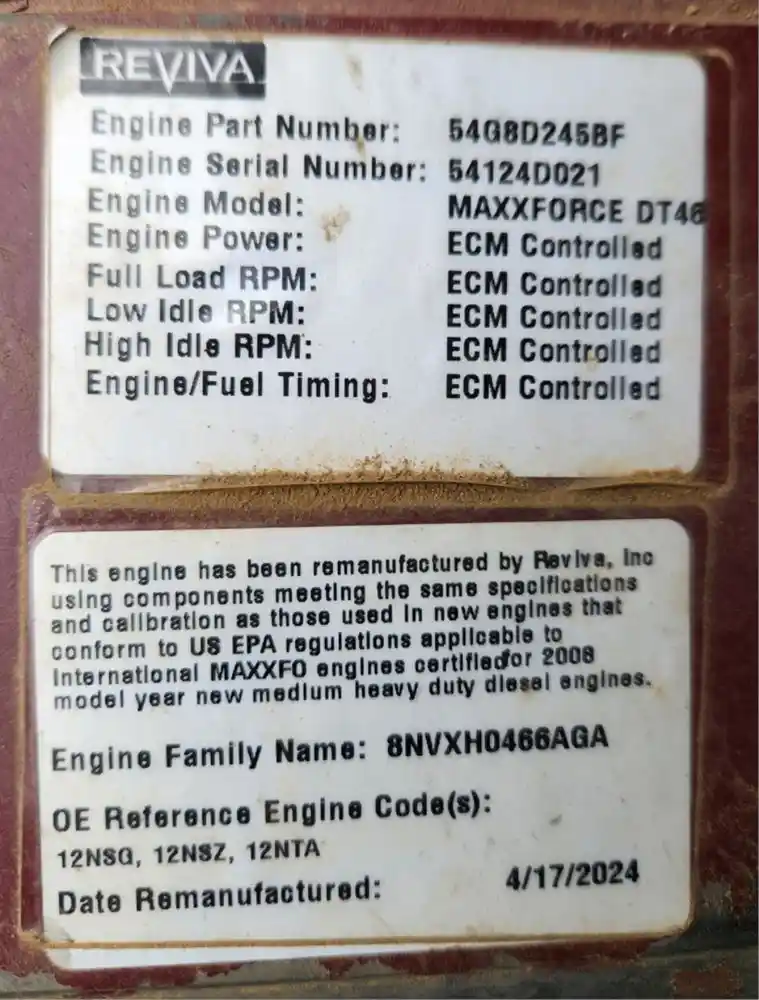 REVIVA
Engine Part Number: 54G8D245BF
Engine Serial Number: 54124D021
Engine Model: MAXXFORCE DT46
Engine Power: ECM Controlled
Full Load RPM: ECM Controlled
Low Idle RPM: ECM Controlled
High Idle RPM: ECM Controlled
Engine/Fuel Timing: ECM Controlled
This engine has been remanufactured by Reviva, Inc
using components meeting the same specifications
and calibration as those used in new engines that
conform to US EPA regulations applicable to
International MAXXFO engines certifiedfor 2008
model year new medium heavy duty diesel engines.
Engine Family Name: 8NVXH0466AGA
OE Reference Engine Code(s):
12NSG, 12NSZ, 12NTA
Date Remanufactured: 4/17/2024